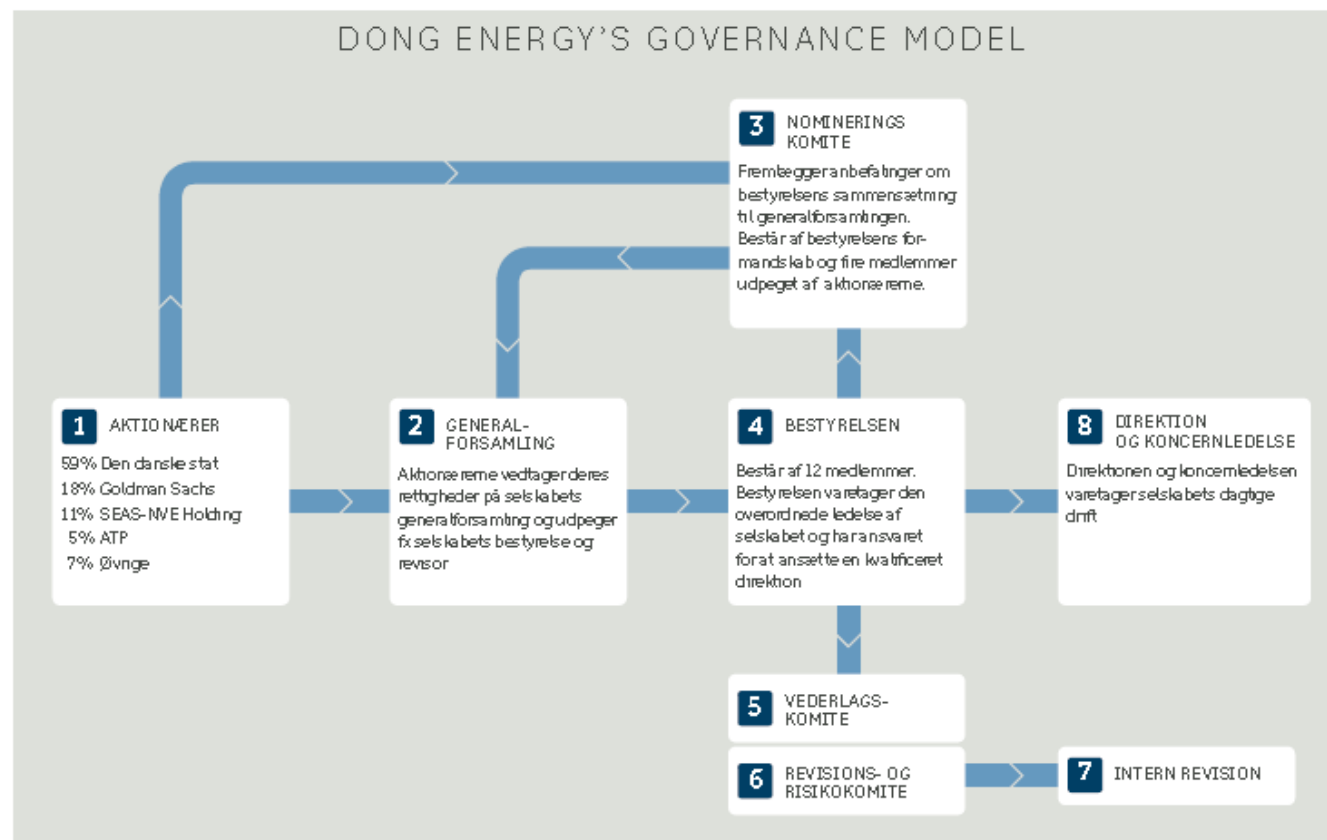 DONG ENERGY'S GOVERNANCE MODEL
3 NOMINERINGS
KOMITE
Fremlægger anbefalinger om
bestyrelsens sammensætning
til generalforsamlingen.
Består af bestyrelsens for-
mandskab og fire medlemmer
udpeget af aktionærerne.
1 AKTIONÆRER
59% Den danske stat
18% Goldman Sachs
11% SEAS-NVE Holding
5% ATP
7% Øvrige
2 GENERAL-
FORSAMLING
Aktionærerne vedtager deres
rettigheder på selskabets
generalforsamling og udpeger
fx selskabets bestyrelse og
revisor
4 BESTYRELSEN
Består af 12 medlemmer.
Bestyrelsen varetager den
overordnede ledelse af
selskabet og har ansvaret
for at ansætte en kvalificeret
direktion
8 DIREKTION
OG KONCERNLEDELSE
Direktionen og koncernledelsen
varetager selskabets daglige
drift
5 VEDERLAGS-
KOMITE
6 REVISIONS- OG
RISIKOKOMITE
7 INTERN REVISION